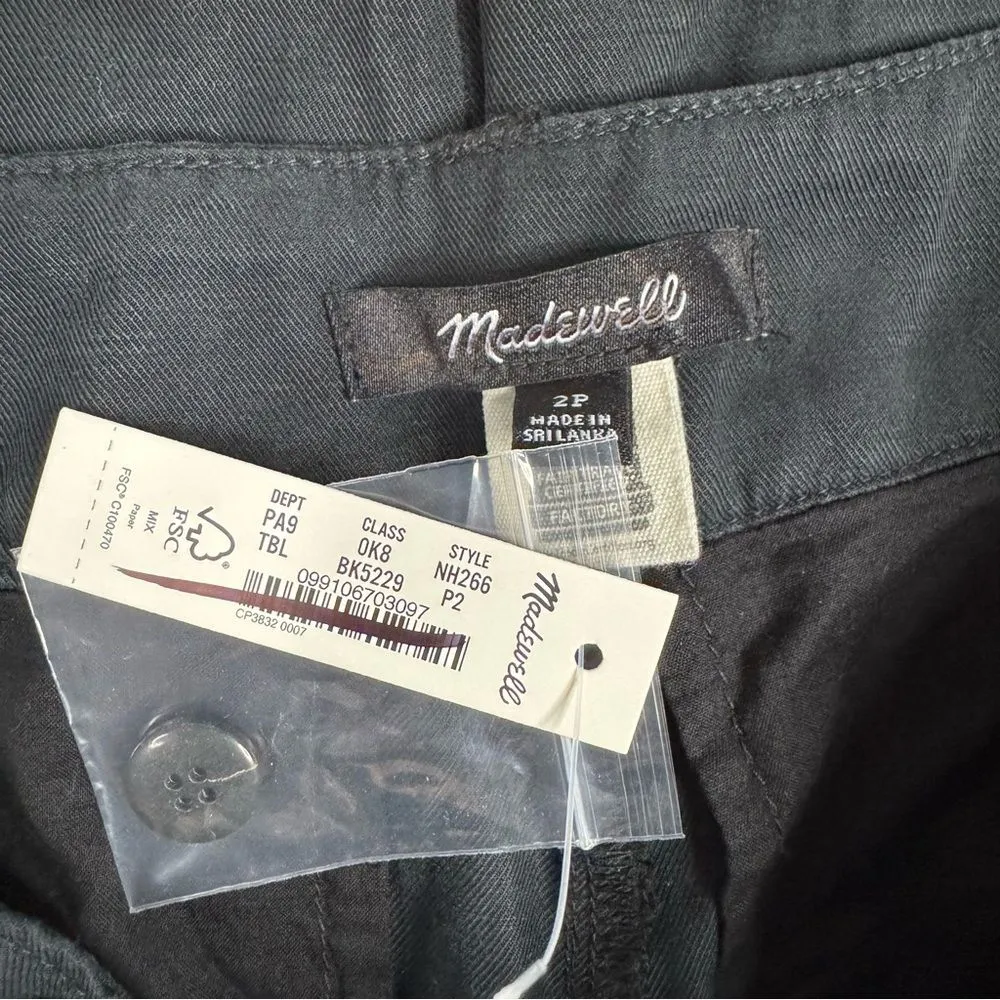 Madewell
2P
MADE IN
SRI LANKA
DEPT CLASS STYLE
PA9 0K8 NH266
TBL BK5229 P2
099106703097
CP3832 0007
FSC
®
MIX
Paper
FSC® C100470
Madewell